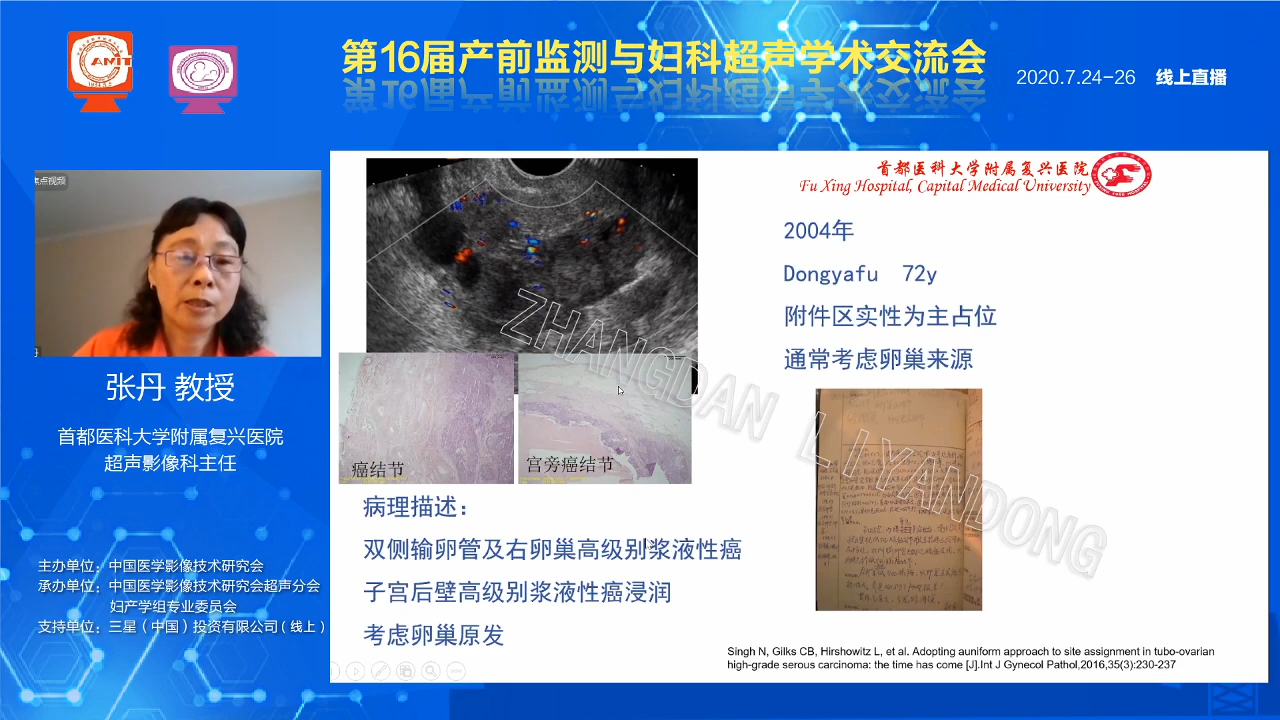 第16届产前监测与妇科超声学术交流会
2020.7.24-26 线上直播
CAMIT
焦点视频
张丹 教授
首都医科大学附属复兴医院
超声影像科主任
主办单位：中国医学影像技术研究会
承办单位：中国医学影像技术研究会超声分会
妇产学组专业委员会
支持单位：三星（中国）投资有限公司（线上）
首都医科大学附属复兴医院
Fu Xing Hospital, Capital Medical University
2004年
Dongyafu 72y
附件区实性为主占位
通常考虑卵巢来源
ZHANGDAN LIYANDONG
癌结节
宫旁癌结节
病理描述：
双侧输卵管及右卵巢高级别浆液性癌
子宫后壁高级别浆液性癌浸润
考虑卵巢原发
Singh N, Gilks CB, Hirshowitz L, et al. Adopting auniform approach to site assignment in tubo-ovarian
high-grade serous carcinoma: the time has come [J].Int J Gynecol Pathol,2016,35(3):230-237